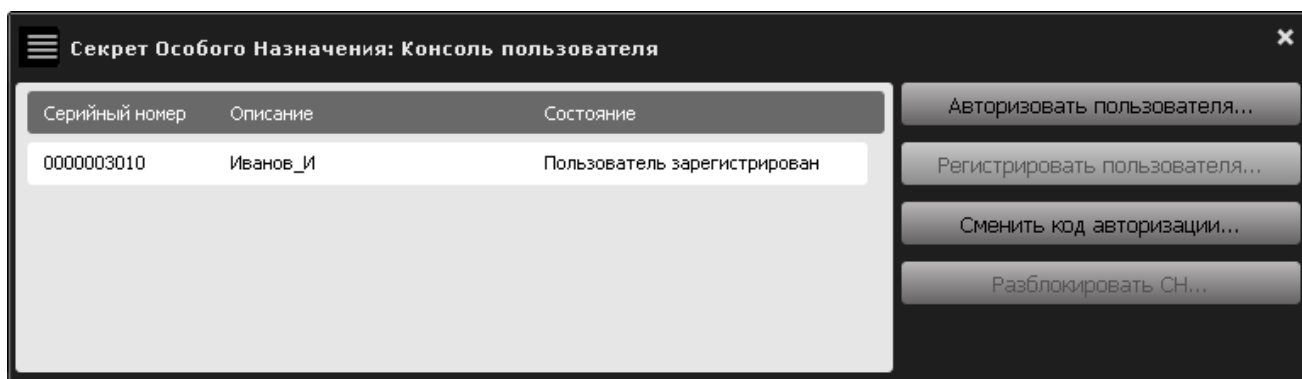 Секрет Особого Назначения: Консоль пользователя
Серийный номер Описание Состояние
0000003010 Иванов_И Пользователь зарегистрирован
Авторизовать пользователя...
Регистрировать пользователя...
Сменить код авторизации...
Разблокировать СН...